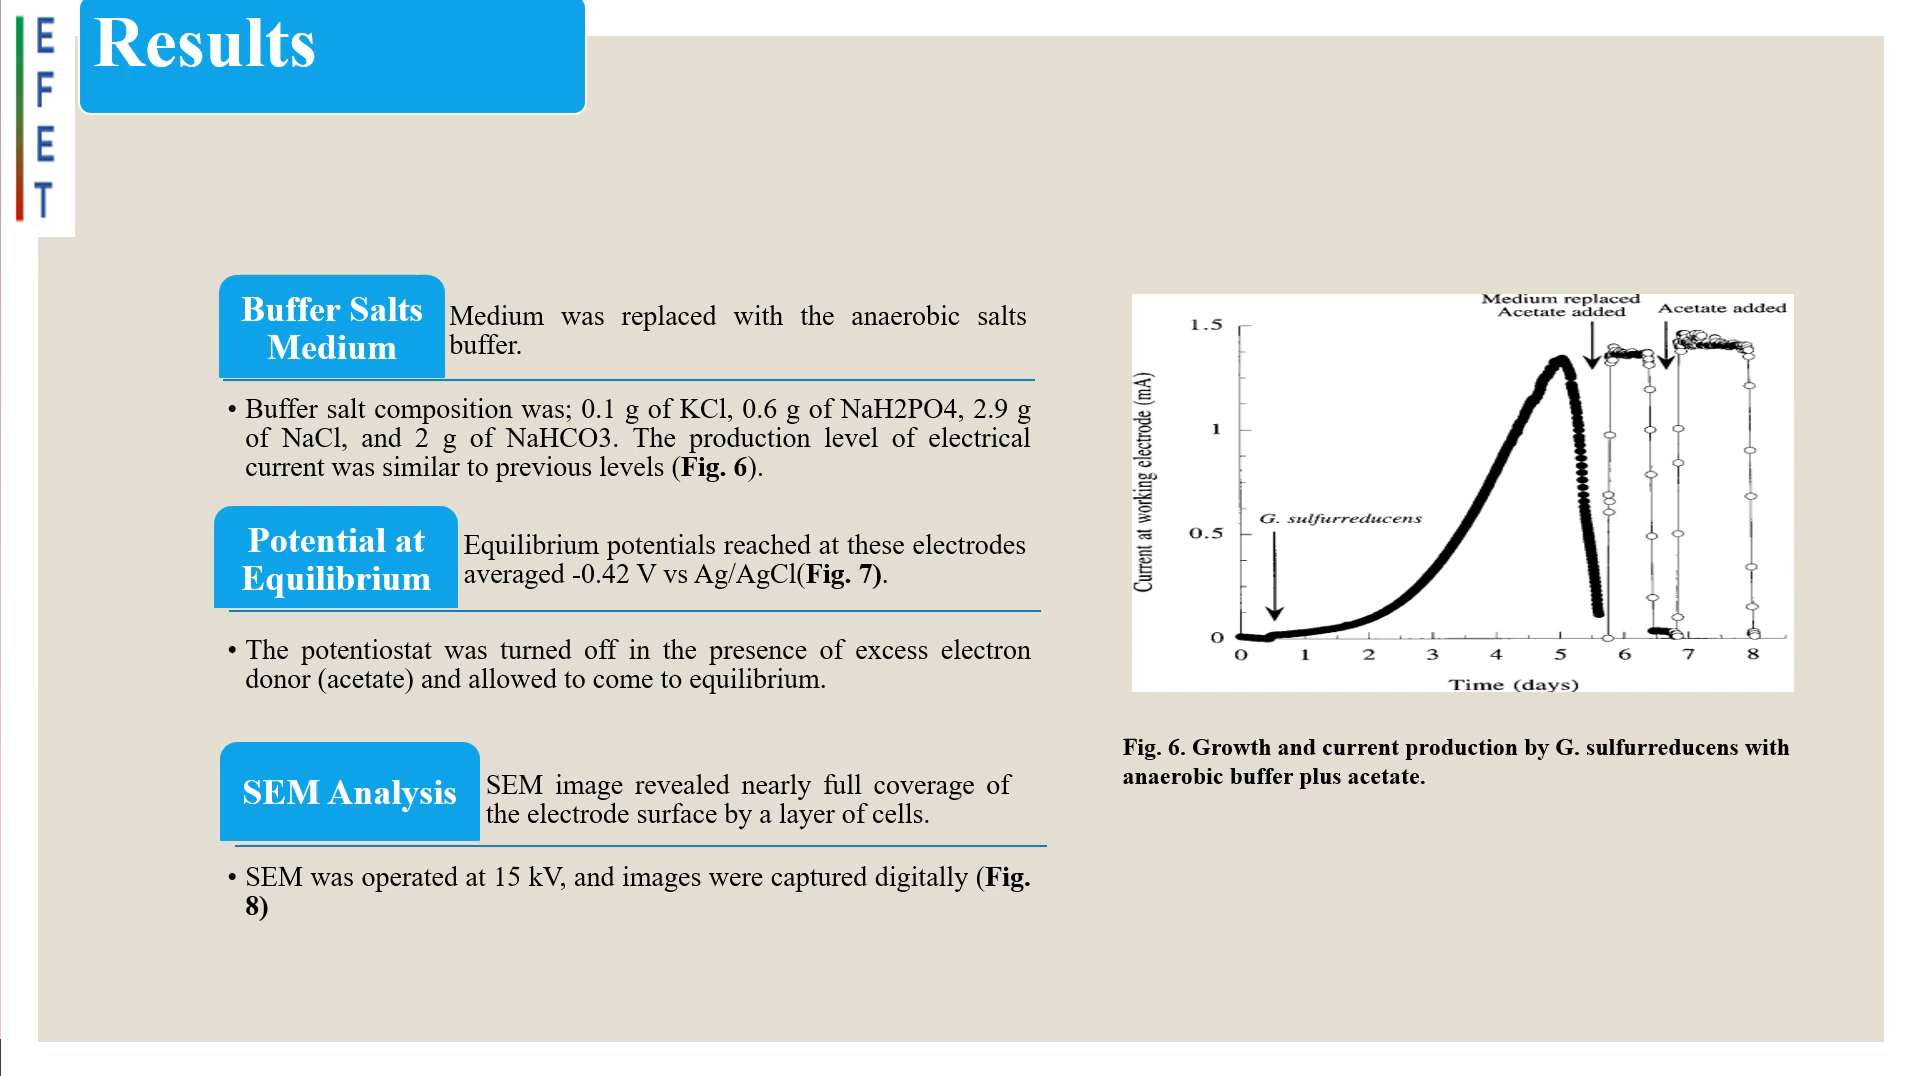 E
F
E
T
Results
Buffer Salts
Medium
Medium was replaced with the anaerobic salts
buffer.
• Buffer salt composition was; 0.1 g of KCl, 0.6 g of NaH2PO4, 2.9 g
of NaCl, and 2 g of NaHCO3. The production level of electrical
current was similar to previous levels (Fig. 6).
Potential at
Equilibrium
Equilibrium potentials reached at these electrodes
averaged -0.42 V vs Ag/AgCl(Fig. 7).
• The potentiostat was turned off in the presence of excess electron
donor (acetate) and allowed to come to equilibrium.
SEM Analysis
SEM image revealed nearly full coverage of
the electrode surface by a layer of cells.
• SEM was operated at 15 kV, and images were captured digitally (Fig.
8)
Medium replaced
Acetate added
Acetate added
1.5
1
0.5
0
Current at working electrode (mA)
G. sulfurreducens
0 1 2 3 4 5 6 7 8
Time (days)
Fig. 6. Growth and current production by G. sulfurreducens with
anaerobic buffer plus acetate.